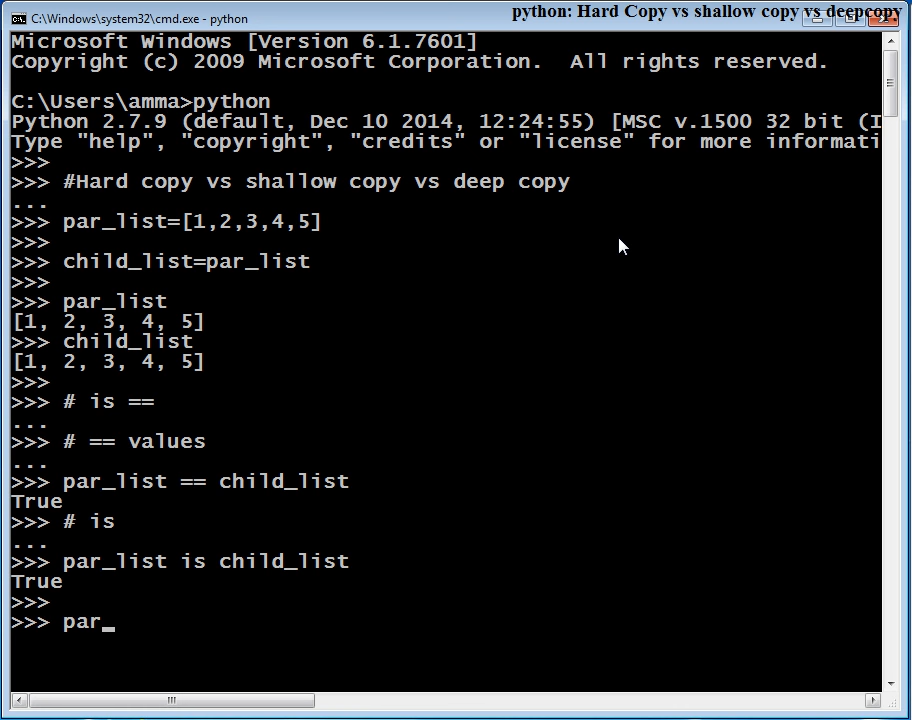 python: Hard Copy vs shallow copy vs deepcopy
C:\Windows\system32\cmd.exe - python
Microsoft Windows [Version 6.1.7601]
Copyright (c) 2009 Microsoft Corporation.  All rights reserved.
C:\Users\amma>python
Python 2.7.9 (default, Dec 10 2014, 12:24:55) [MSC v.1500 32 bit (I
Type "help", "copyright", "credits" or "license" for more informati
>>>
>>> #Hard copy vs shallow copy vs deep copy
...
>>> par_list=[1,2,3,4,5]
>>>
>>> child_list=par_list
>>>
>>> par_list
[1, 2, 3, 4, 5]
>>> child_list
[1, 2, 3, 4, 5]
>>>
>>> # is ==
...
>>> # == values
...
>>> par_list == child_list
True
>>> # is
...
>>> par_list is child_list
True
>>>
>>> par_